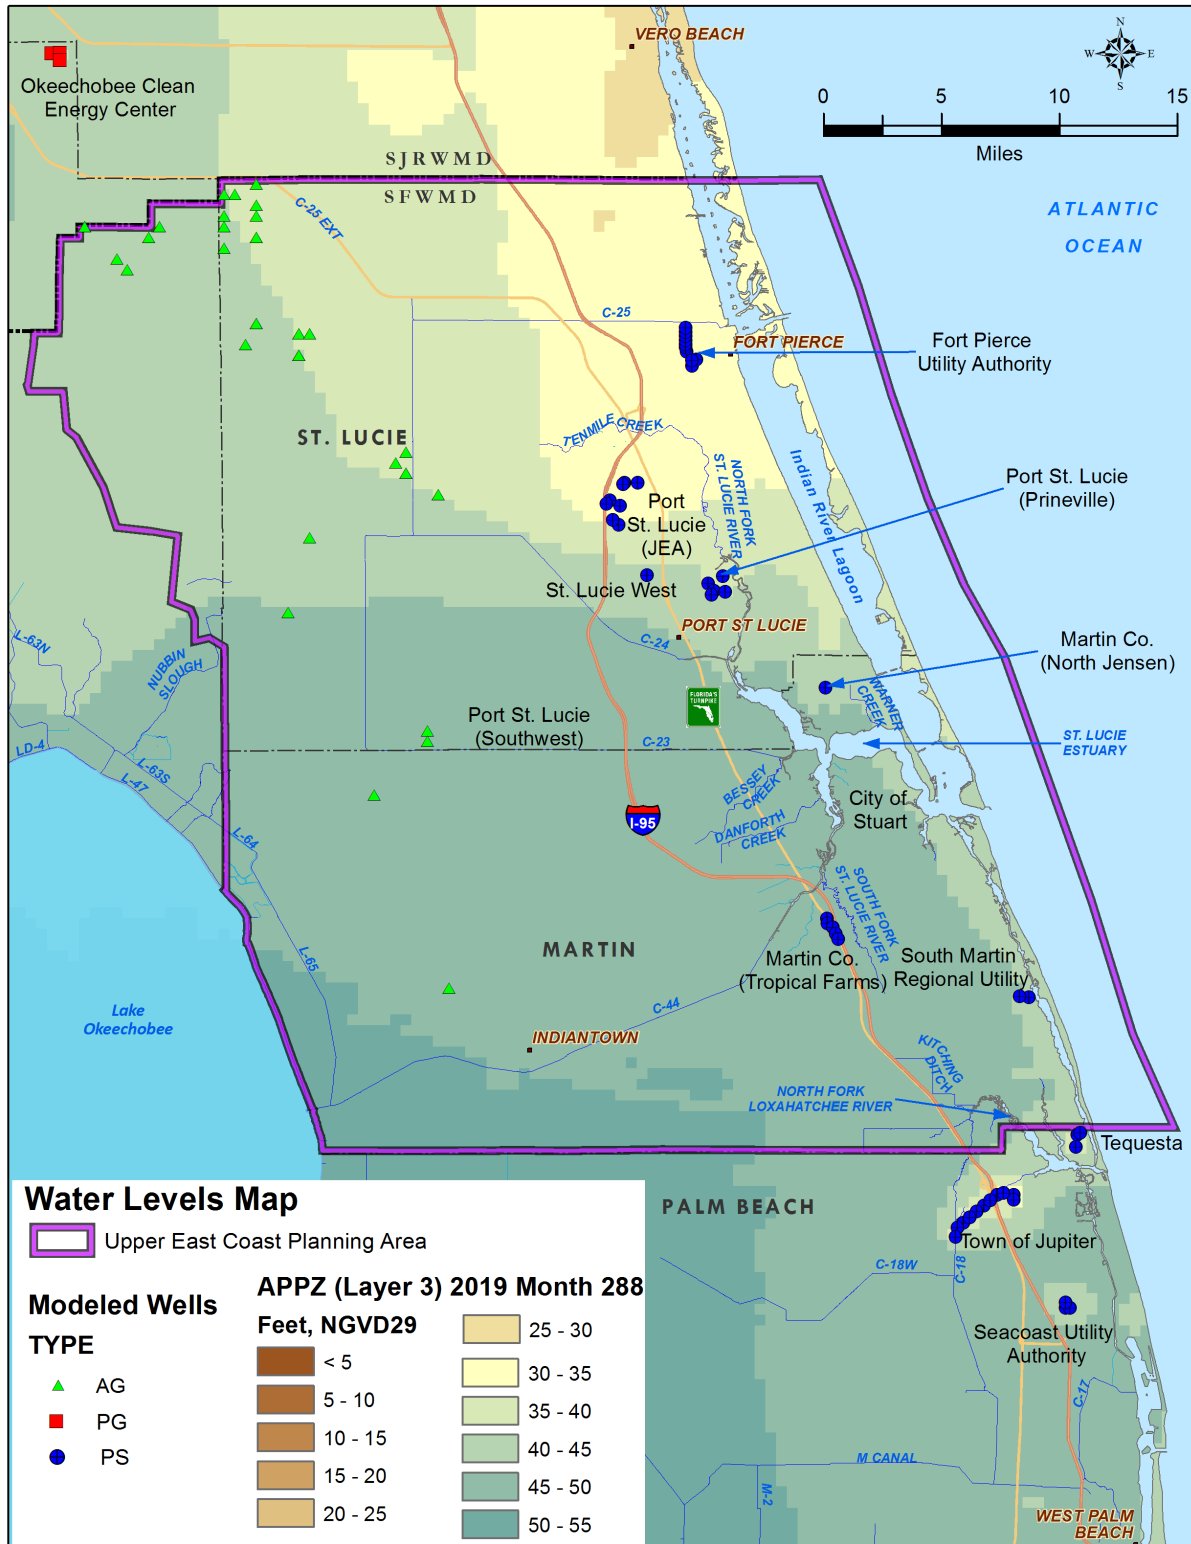 VERO BEACH
N
W
E
S
Okeechobee Clean
Energy Center
0 5 10 15
Miles
SJRWMD
SFWMD
C-25 EXT
ATLANTIC
OCEAN
C-25
FORT PIERCE
Fort Pierce
Utility Authority
TENMILE CREEK
ST. LUCIE
NORTH FORK
ST. LUCIE RIVER
Indian River Lagoon
Port St. Lucie
(Prineville)
Port
St. Lucie
(JEA)
St. Lucie West
PORT ST LUCIE
C-24
L-63N
NUBBIN
SLOUGH
Martin Co.
(North Jensen)
WARNER
CREEK
FLORIDA'S
TURNPIKE
Port St. Lucie
(Southwest)
C-23
ST. LUCIE
ESTUARY
LD-4
L-63S
L-47
BESSEY
CREEK
City of
Stuart
I-95
DANFORTH
CREEK
L-64
SOUTH FORK
ST. LUCIE RIVER
L-65
MARTIN
Martin Co.
(Tropical Farms)
South Martin
Regional Utility
C-44
Lake
Okeechobee
INDIANTOWN
KITCHING
DITCH
NORTH FORK
LOXAHATCHEE RIVER
Tequesta
PALM BEACH
Town of Jupiter
C-18W
C-18
Seacoast Utility
Authority
C-17
M CANAL
M-2
WEST PALM
BEACH
Water Levels Map
Upper East Coast Planning Area
Modeled Wells
TYPE
AG
PG
PS
APPZ (Layer 3) 2019 Month 288
Feet, NGVD29
< 5
5 - 10
10 - 15
15 - 20
20 - 25
25 - 30
30 - 35
35 - 40
40 - 45
45 - 50
50 - 55